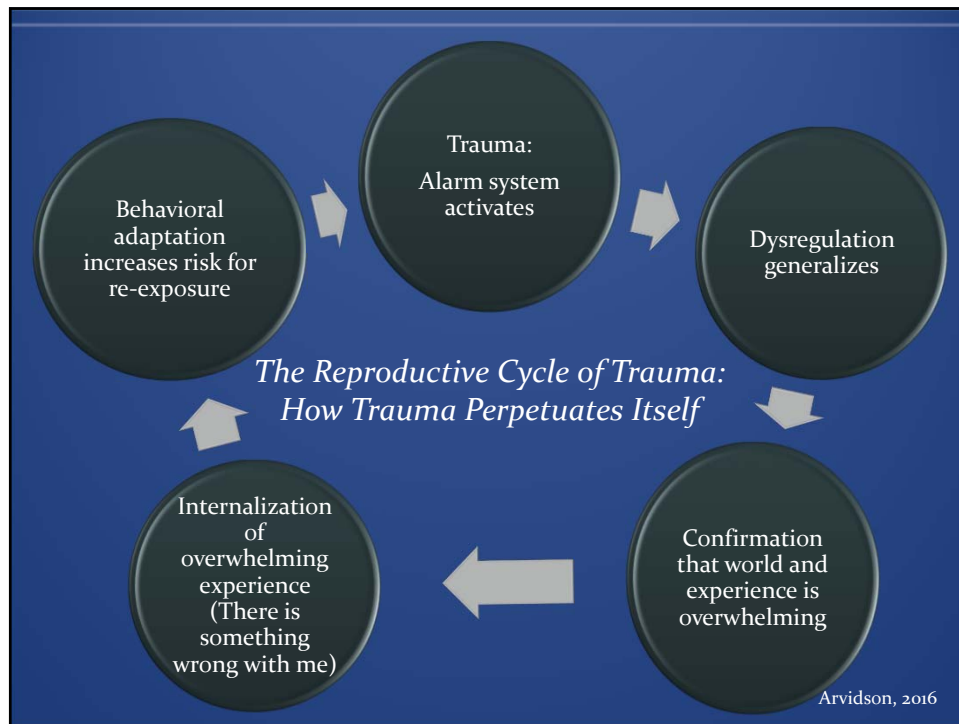 Trauma:
Alarm system
activates
Dysregulation
generalizes
Confirmation
that world and
experience is
overwhelming
Internalization
of
overwhelming
experience
(There is
something
wrong with me)
Behavioral
adaptation
increases risk for
re-exposure
The Reproductive Cycle of Trauma:
How Trauma Perpetuates Itself
Arvidson, 2016